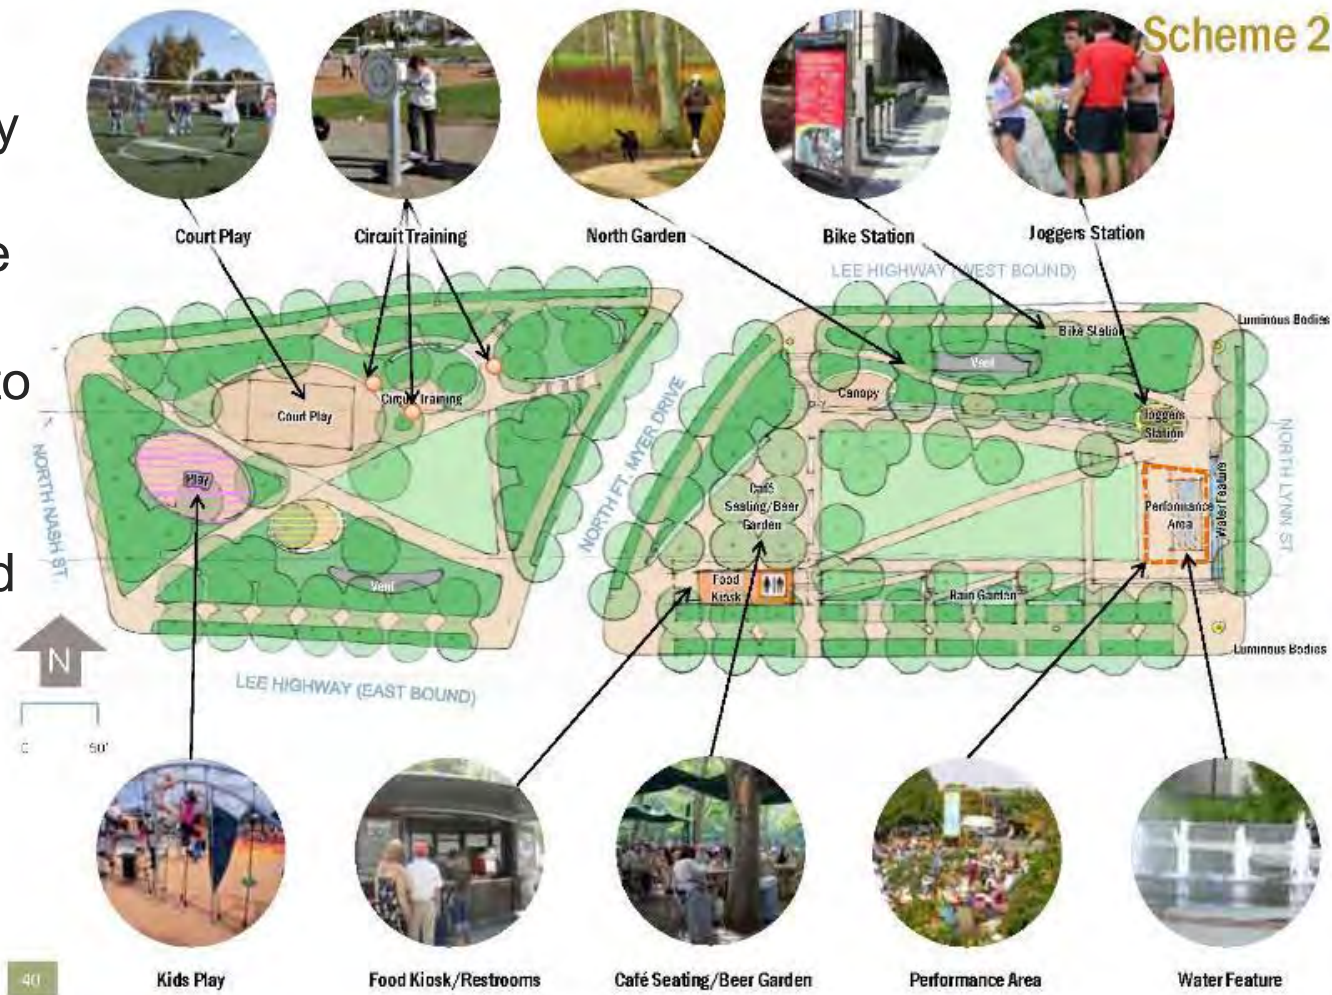 Scheme 2
y
e
to
d
Court Play
Circuit Training
North Garden
Bike Station
Joggers Station
LEE HIGHWAY (WEST BOUND)
Luminous Bodies
Bike Station
Vent
Canopy
Circuit Training
Court Play
Joggers
Station
NORTH FT. MYER DRIVE
NORTH NASH ST.
NORTH LYNN ST.
Play
Café
Seating/Beer
Garden
Performance
Area
Water Feature
Vent
Food
Kiosk
Rain Garden
N
Luminous Bodies
LEE HIGHWAY (EAST BOUND)
0 50'
Kids Play
Food Kiosk/Restrooms
Café Seating/Beer Garden
Performance Area
Water Feature
40